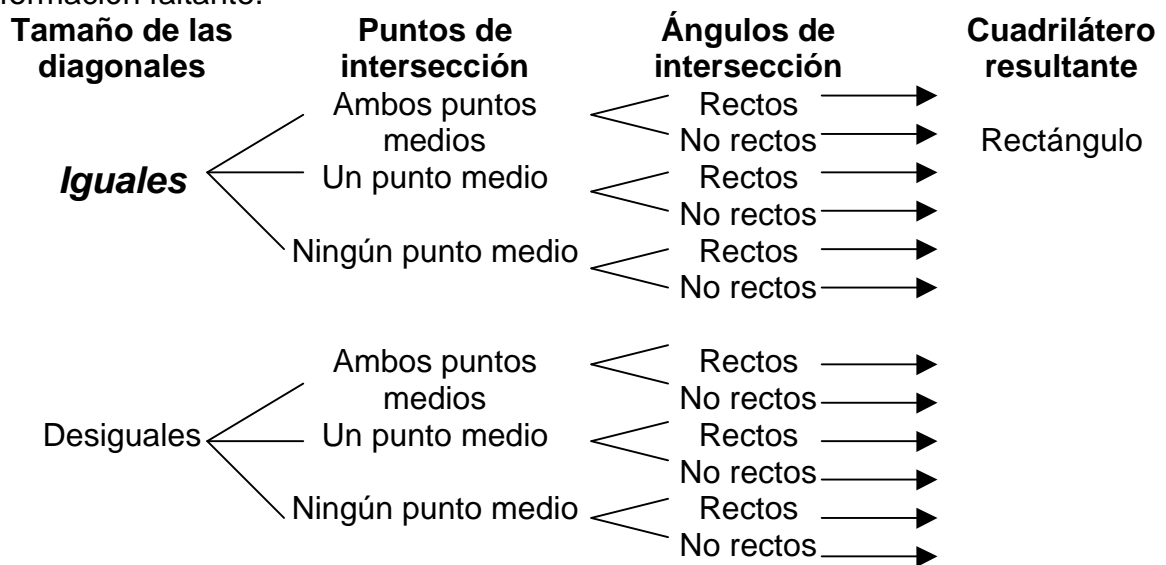 formación faltante.
Tamaño de las diagonales Puntos de intersección Ángulos de intersección Cuadrilátero resultante
Ambos puntos medios Rectos
No rectos Rectángulo
Iguales Un punto medio Rectos
No rectos
Ningún punto medio Rectos
No rectos
Ambos puntos medios Rectos
No rectos
Desiguales Un punto medio Rectos
No rectos
Ningún punto medio Rectos
No rectos